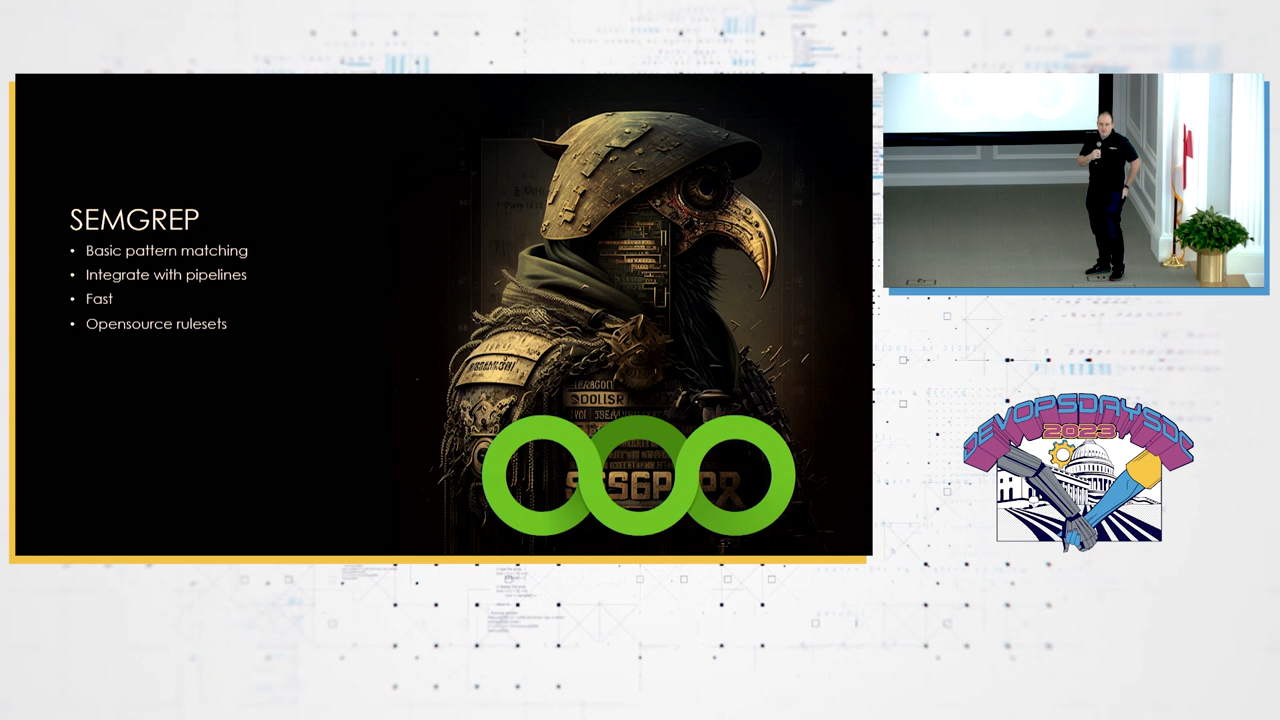 SEMGREP
• Basic pattern matching
• Integrate with pipelines
• Fast
• Opensource rulesets
DEVOPSDAYSDC
2023